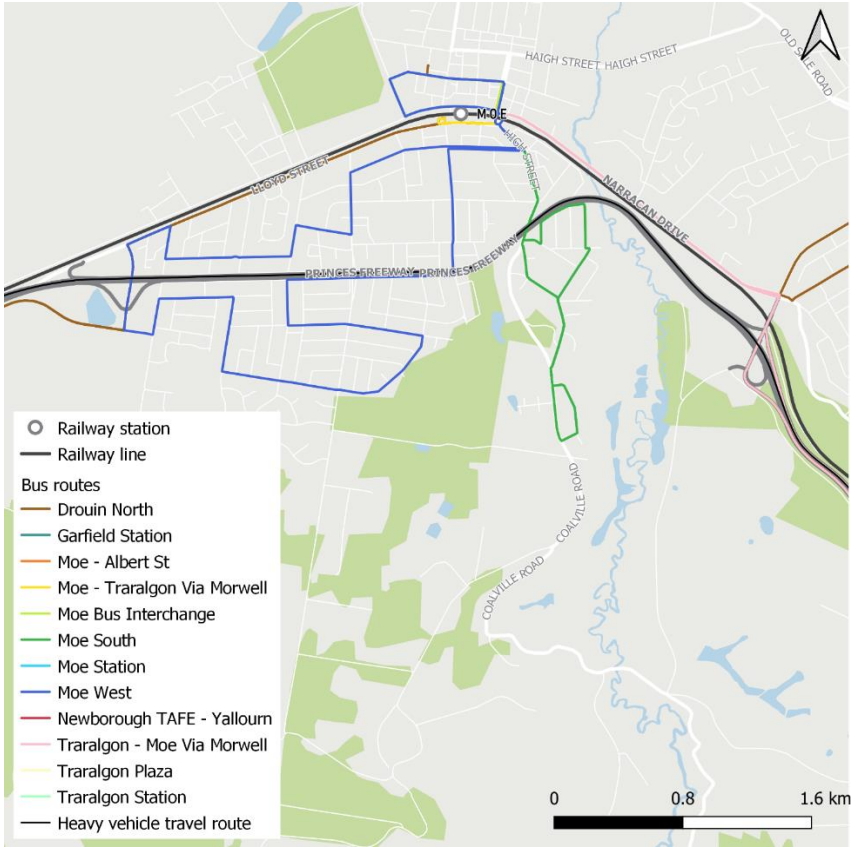 HAIGH STREET HAIGH STREET
OLD SALE ROAD
MOE
HIGH STREET
LLOYD STREET
NARRACAN DRIVE
PRINCES FREEWAY PRINCES FREEWAY
Railway station
Railway line
Bus routes
Drouin North
Garfield Station
Moe - Albert St
Moe - Traralgon Via Morwell
Moe Bus Interchange
Moe South
Moe Station
Moe West
Newborough TAFE - Yallourn
Traralgon - Moe Via Morwell
Traralgon Plaza
Traralgon Station
Heavy vehicle travel route
COALVILLE ROAD
COALVILLE ROAD
0 0.8 1.6 km